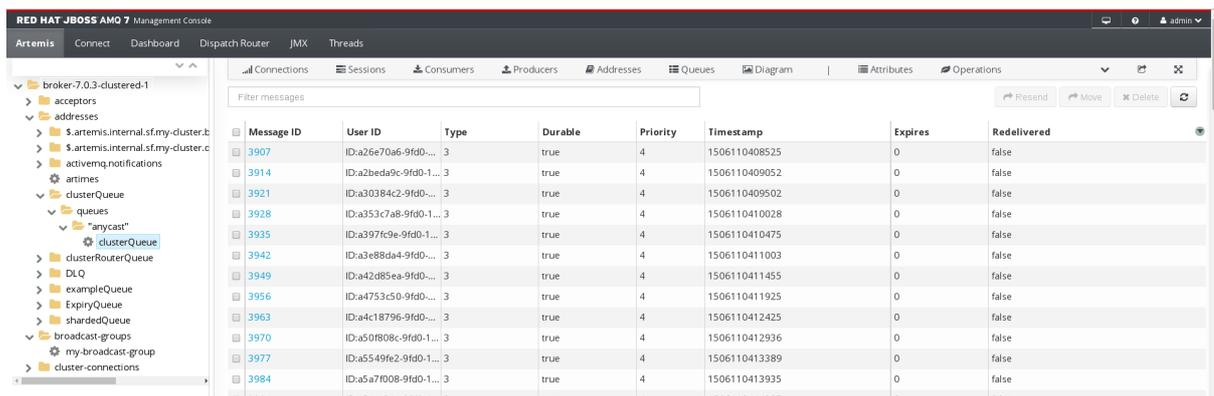 RED HAT JBOSS AMQ 7 Management Console
admin
Artemis Connect Dashboard Dispatch Router JMX Threads
Connections Sessions Consumers Producers Addresses Queues Diagram | Attributes Operations
Filter messages
Resend Move Delete
broker-7.0.3-clustered-1
acceptors
addresses
$.artemis.internal.sf.my-cluster.
$.artemis.internal.sf.my-cluster.
activemq.notifications
artimes
clusterQueue
queues
"anycast"
clusterQueue
clusterRouterQueue
DLQ
exampleQueue
ExpiryQueue
shardedQueue
broadcast-groups
my-broadcast-group
cluster-connections
Message ID User ID Type Durable Priority Timestamp Expires Redelivered
3907 ID:a26e70a6-9fd0-... 3 true 4 1506110408525 0 false
3914 ID:a2beda9c-9fd0-1... 3 true 4 1506110409052 0 false
3921 ID:a30384c2-9fd0-... 3 true 4 1506110409502 0 false
3928 ID:a353c7a8-9fd0-1... 3 true 4 1506110410028 0 false
3935 ID:a397fc9e-9fd0-... 3 true 4 1506110410475 0 false
3942 ID:a3e88da4-9fd0-... 3 true 4 1506110411003 0 false
3949 ID:a42d85ea-9fd0-... 3 true 4 1506110411455 0 false
3956 ID:a4753c50-9fd0-... 3 true 4 1506110411925 0 false
3963 ID:a4c18796-9fd0-... 3 true 4 1506110412425 0 false
3970 ID:a50f808c-9fd0-1... 3 true 4 1506110412936 0 false
3977 ID:a5549fe2-9fd0-1... 3 true 4 1506110413389 0 false
3984 ID:a5a7f008-9fd0-1... 3 true 4 1506110413935 0 false